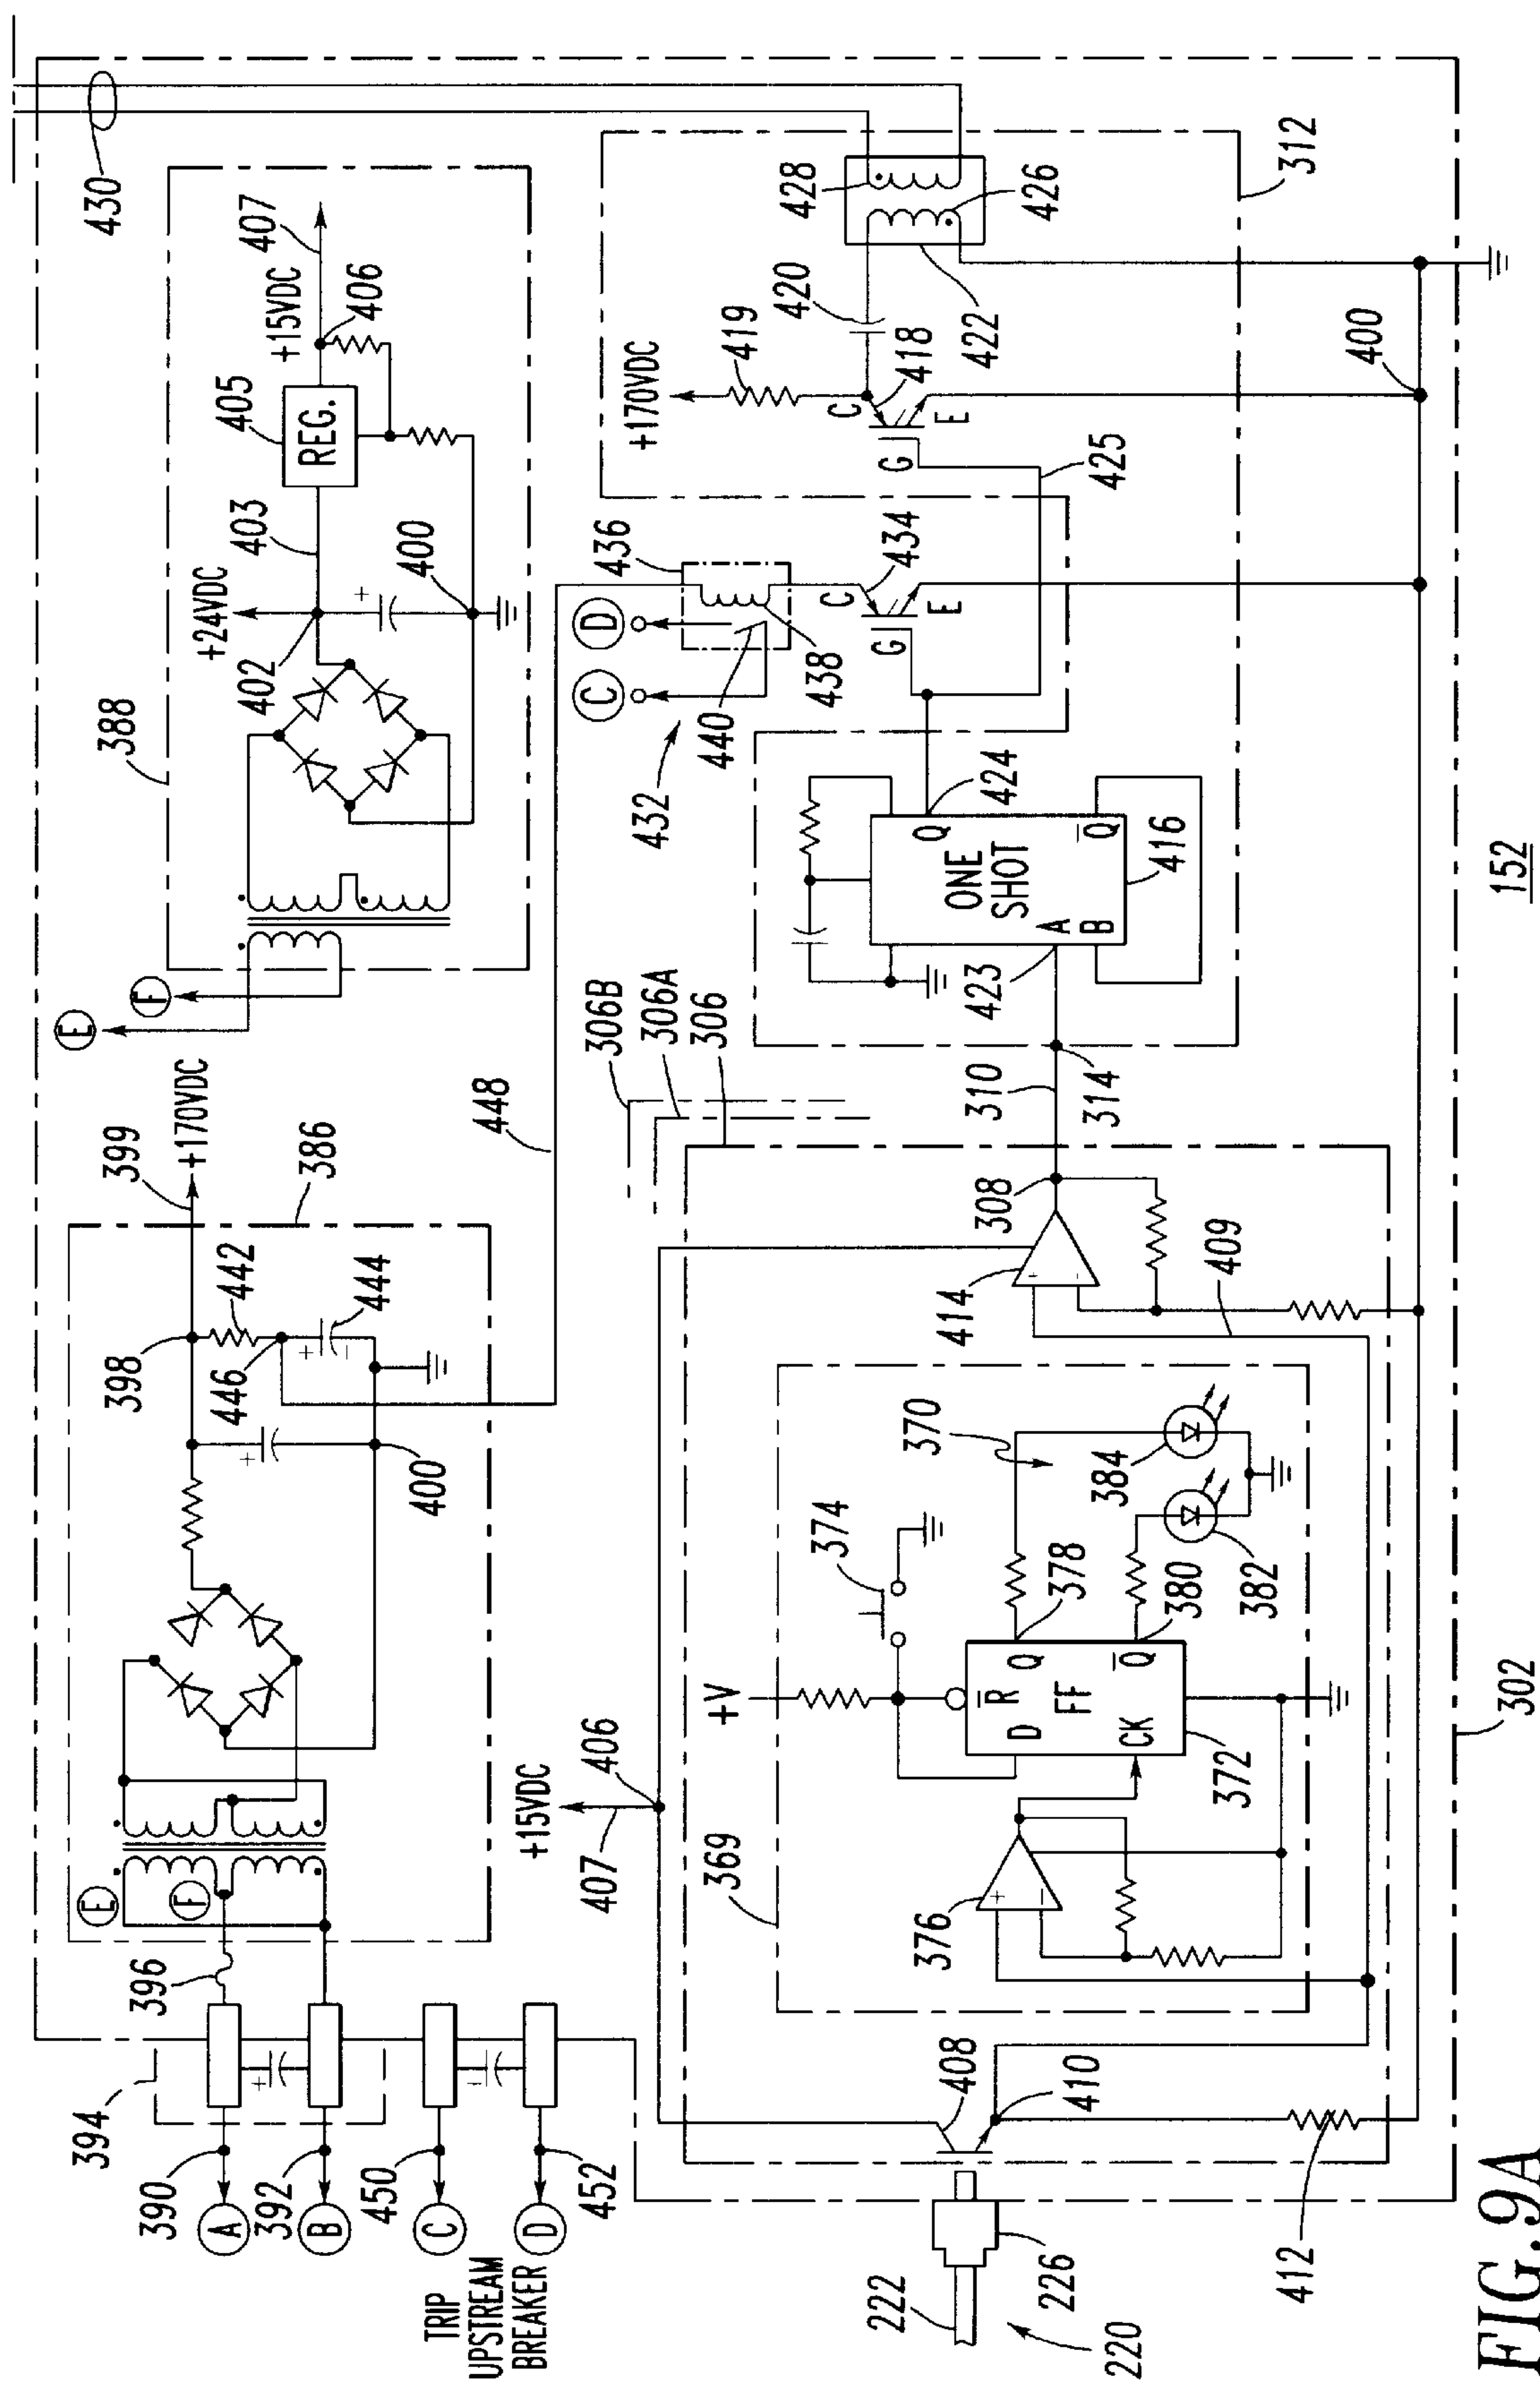 430
388
+24VDC
402
403
405
REG.
+15VDC
407
406
400
E
F
399
+170VDC
398
442
446
444
386
400
E
F
396
394
390
A
392
B
450
C
452
D
TRIP
UPSTREAM
BREAKER
448
432
C
D
436
440
438
C
434
G
E
+170VDC
419
420
C
418
G
E
422
428
426
425
400
312
306B
306A
306
310
314
423
ONE
SHOT
A
B
Q
Q̅
424
416
+15VDC
407
406
369
+V
374
376
+
−
D
R̅
FF
CK
Q
Q̅
372
378
380
370
384
382
414
+
−
308
409
408
410
412
222
226
220
302
152
FIG. 9A